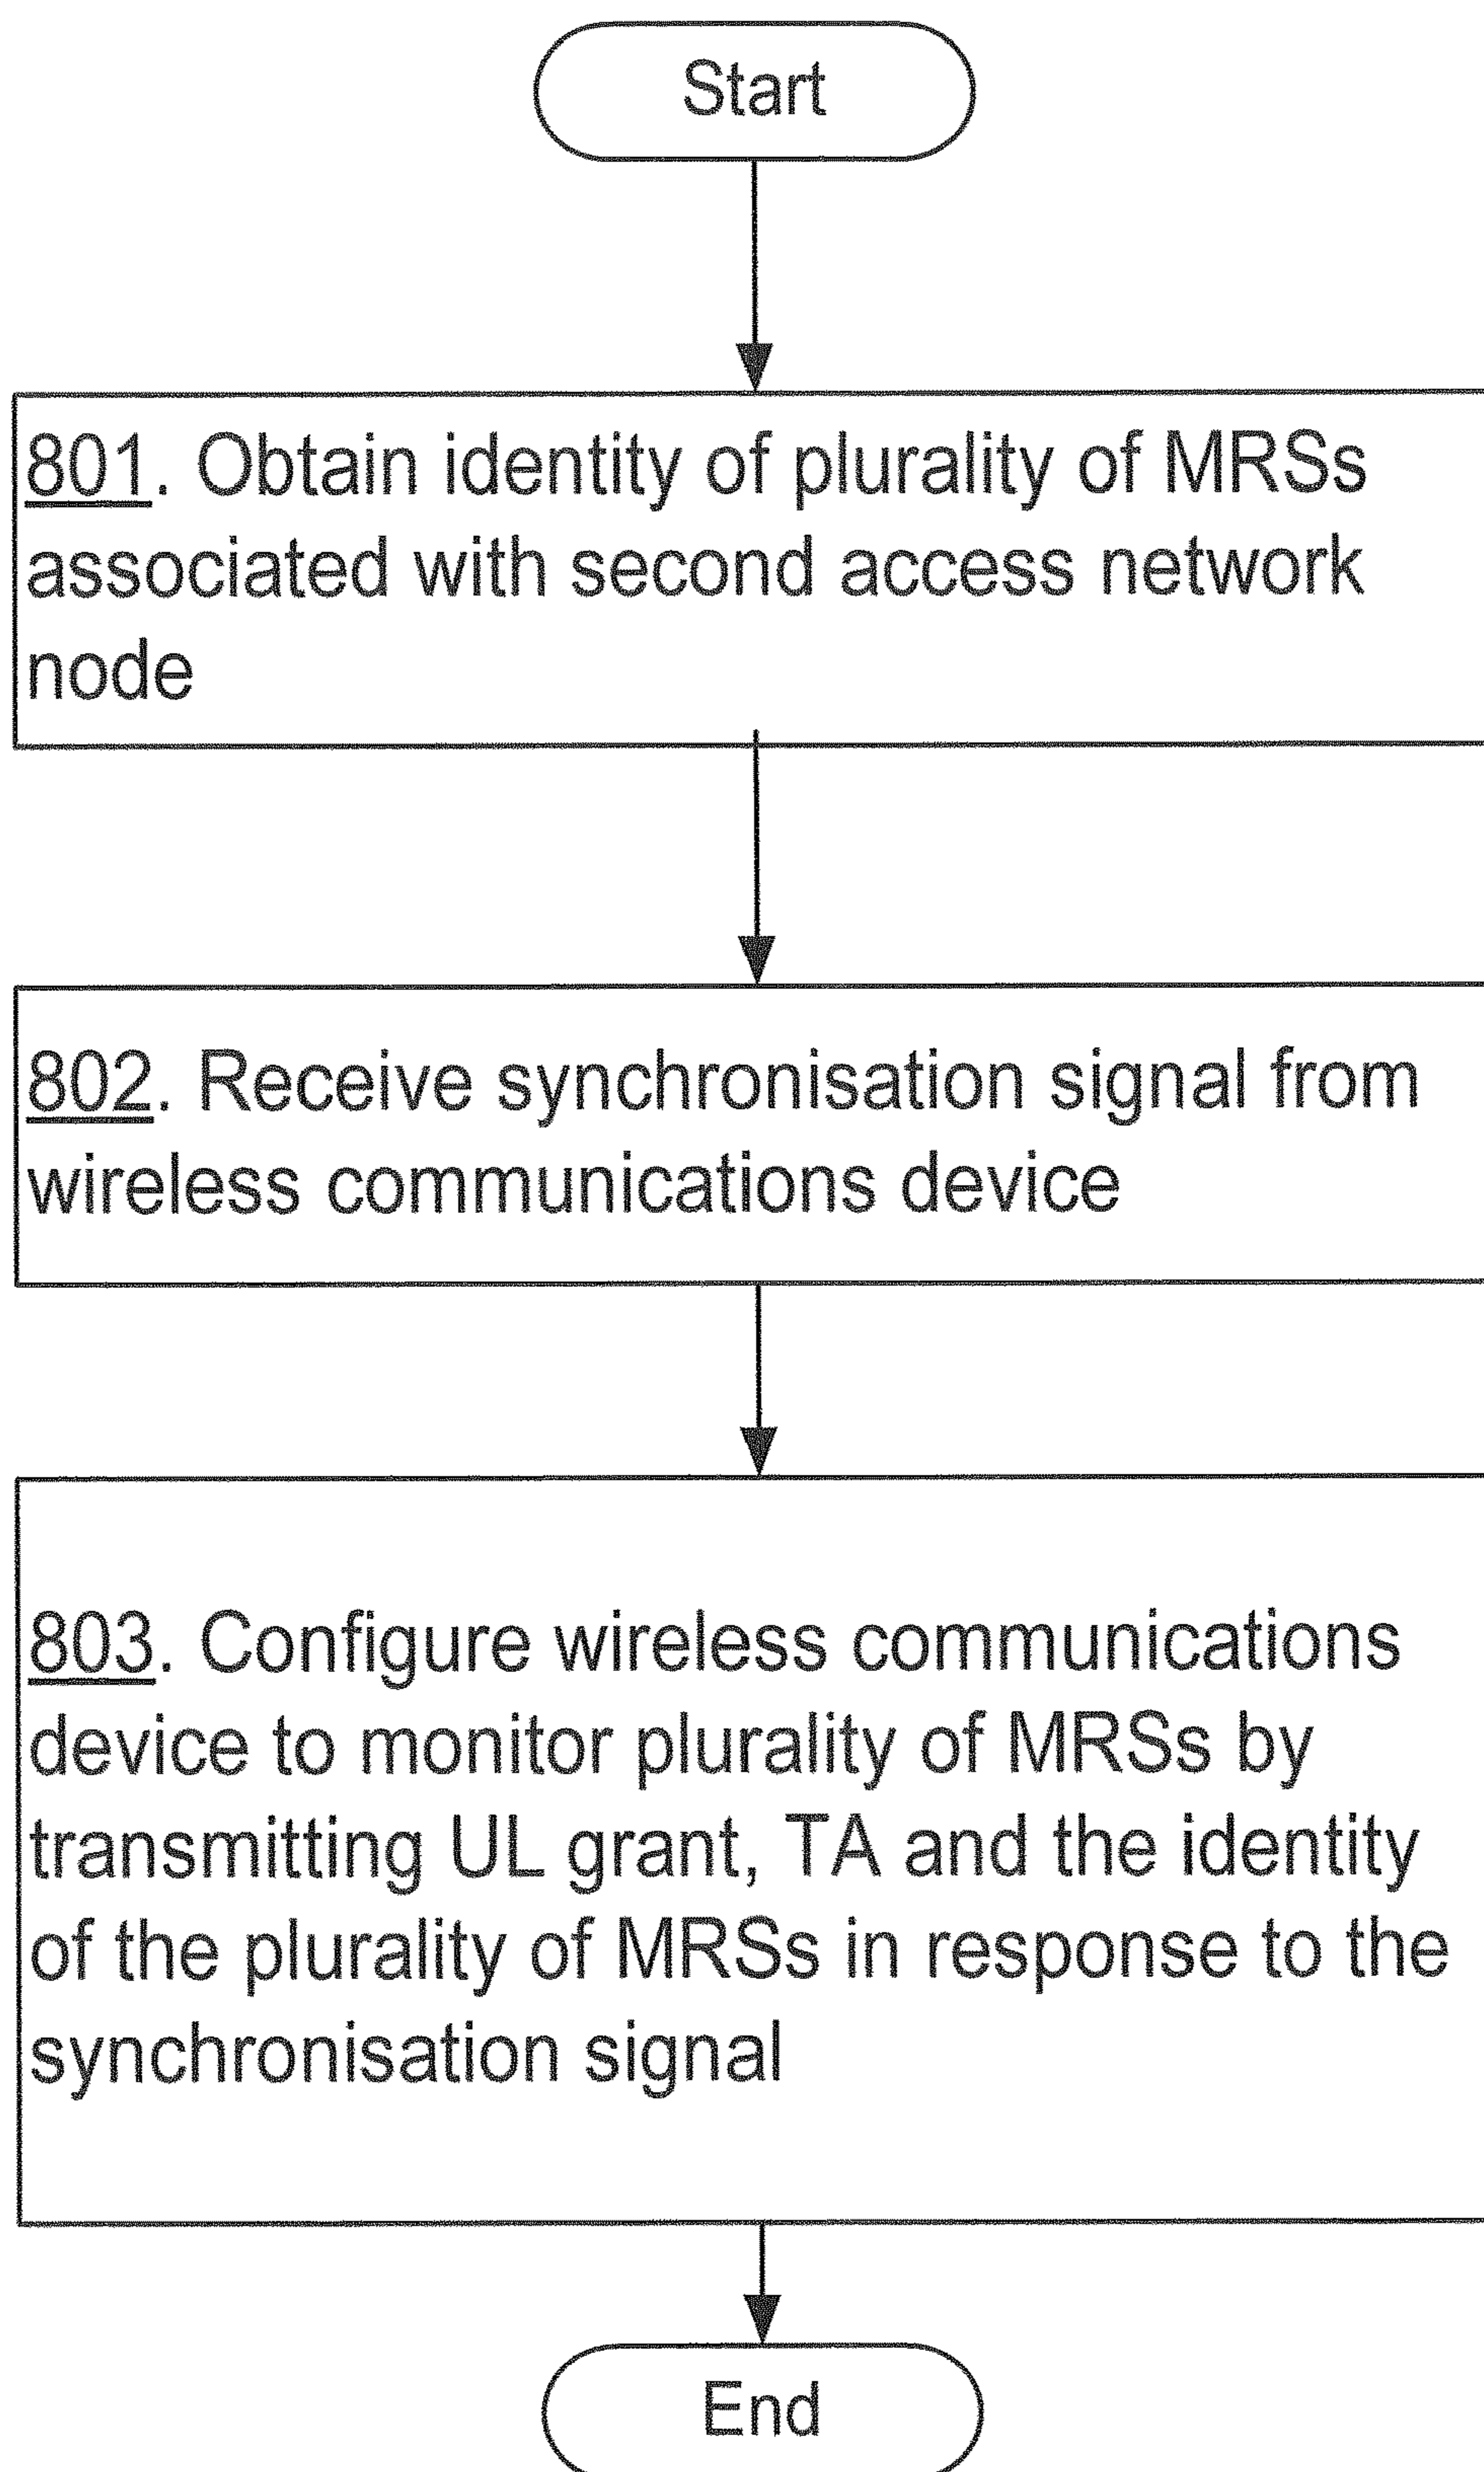 Start
801. Obtain identity of plurality of MRSs
associated with second access network
node
802. Receive synchronisation signal from
wireless communications device
803. Configure wireless communications
device to monitor plurality of MRSs by
transmitting UL grant, TA and the identity
of the plurality of MRSs in response to the
synchronisation signal
End